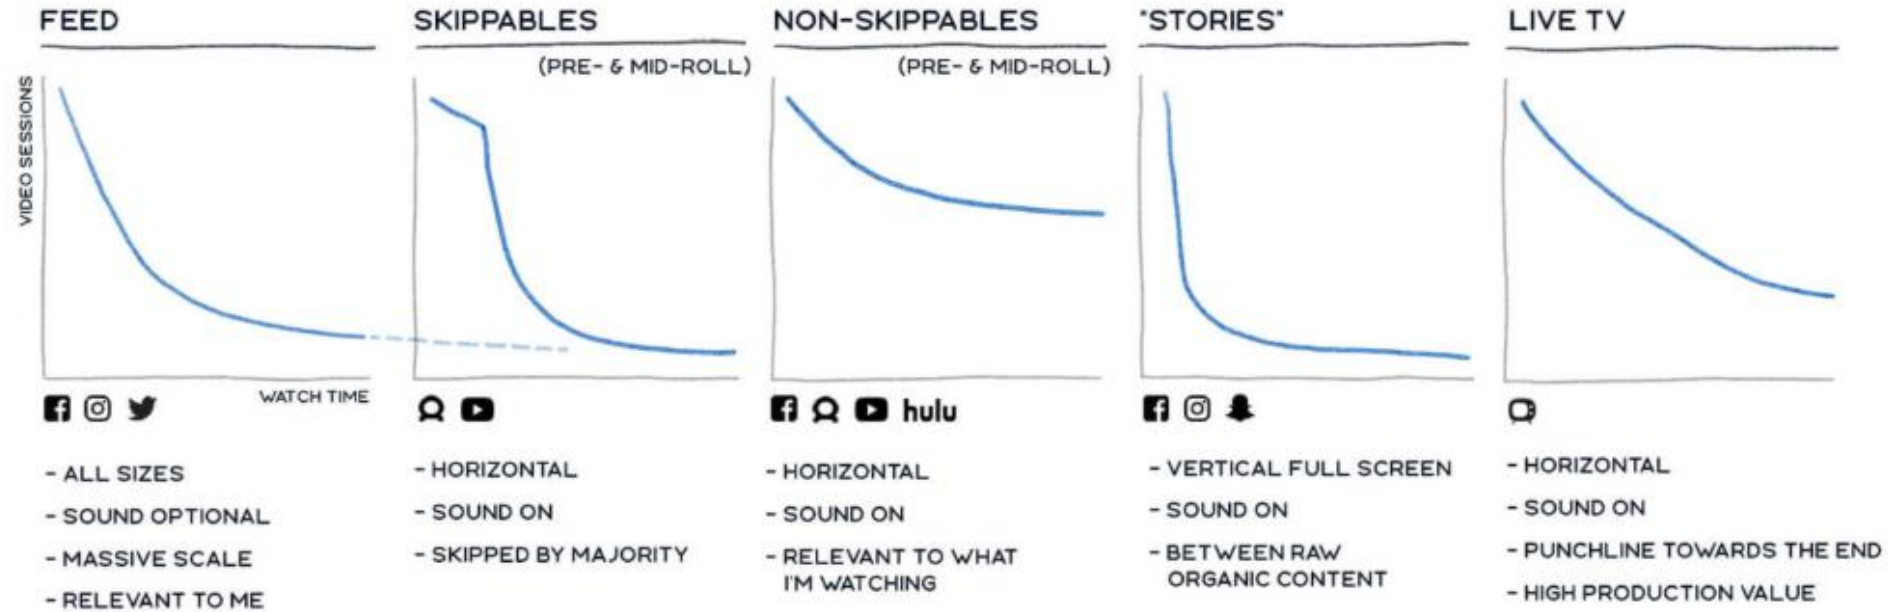 FEED
VIDEO SESSIONS
WATCH TIME
- ALL SIZES
- SOUND OPTIONAL
- MASSIVE SCALE
- RELEVANT TO ME
SKIPPABLES
(PRE- & MID-ROLL)
- HORIZONTAL
- SOUND ON
- SKIPPED BY MAJORITY
NON-SKIPPABLES
(PRE- & MID-ROLL)
hulu
- HORIZONTAL
- SOUND ON
- RELEVANT TO WHAT
I'M WATCHING
"STORIES"
- VERTICAL FULL SCREEN
- SOUND ON
- BETWEEN RAW
ORGANIC CONTENT
LIVE TV
- HORIZONTAL
- SOUND ON
- PUNCHLINE TOWARDS THE END
- HIGH PRODUCTION VALUE